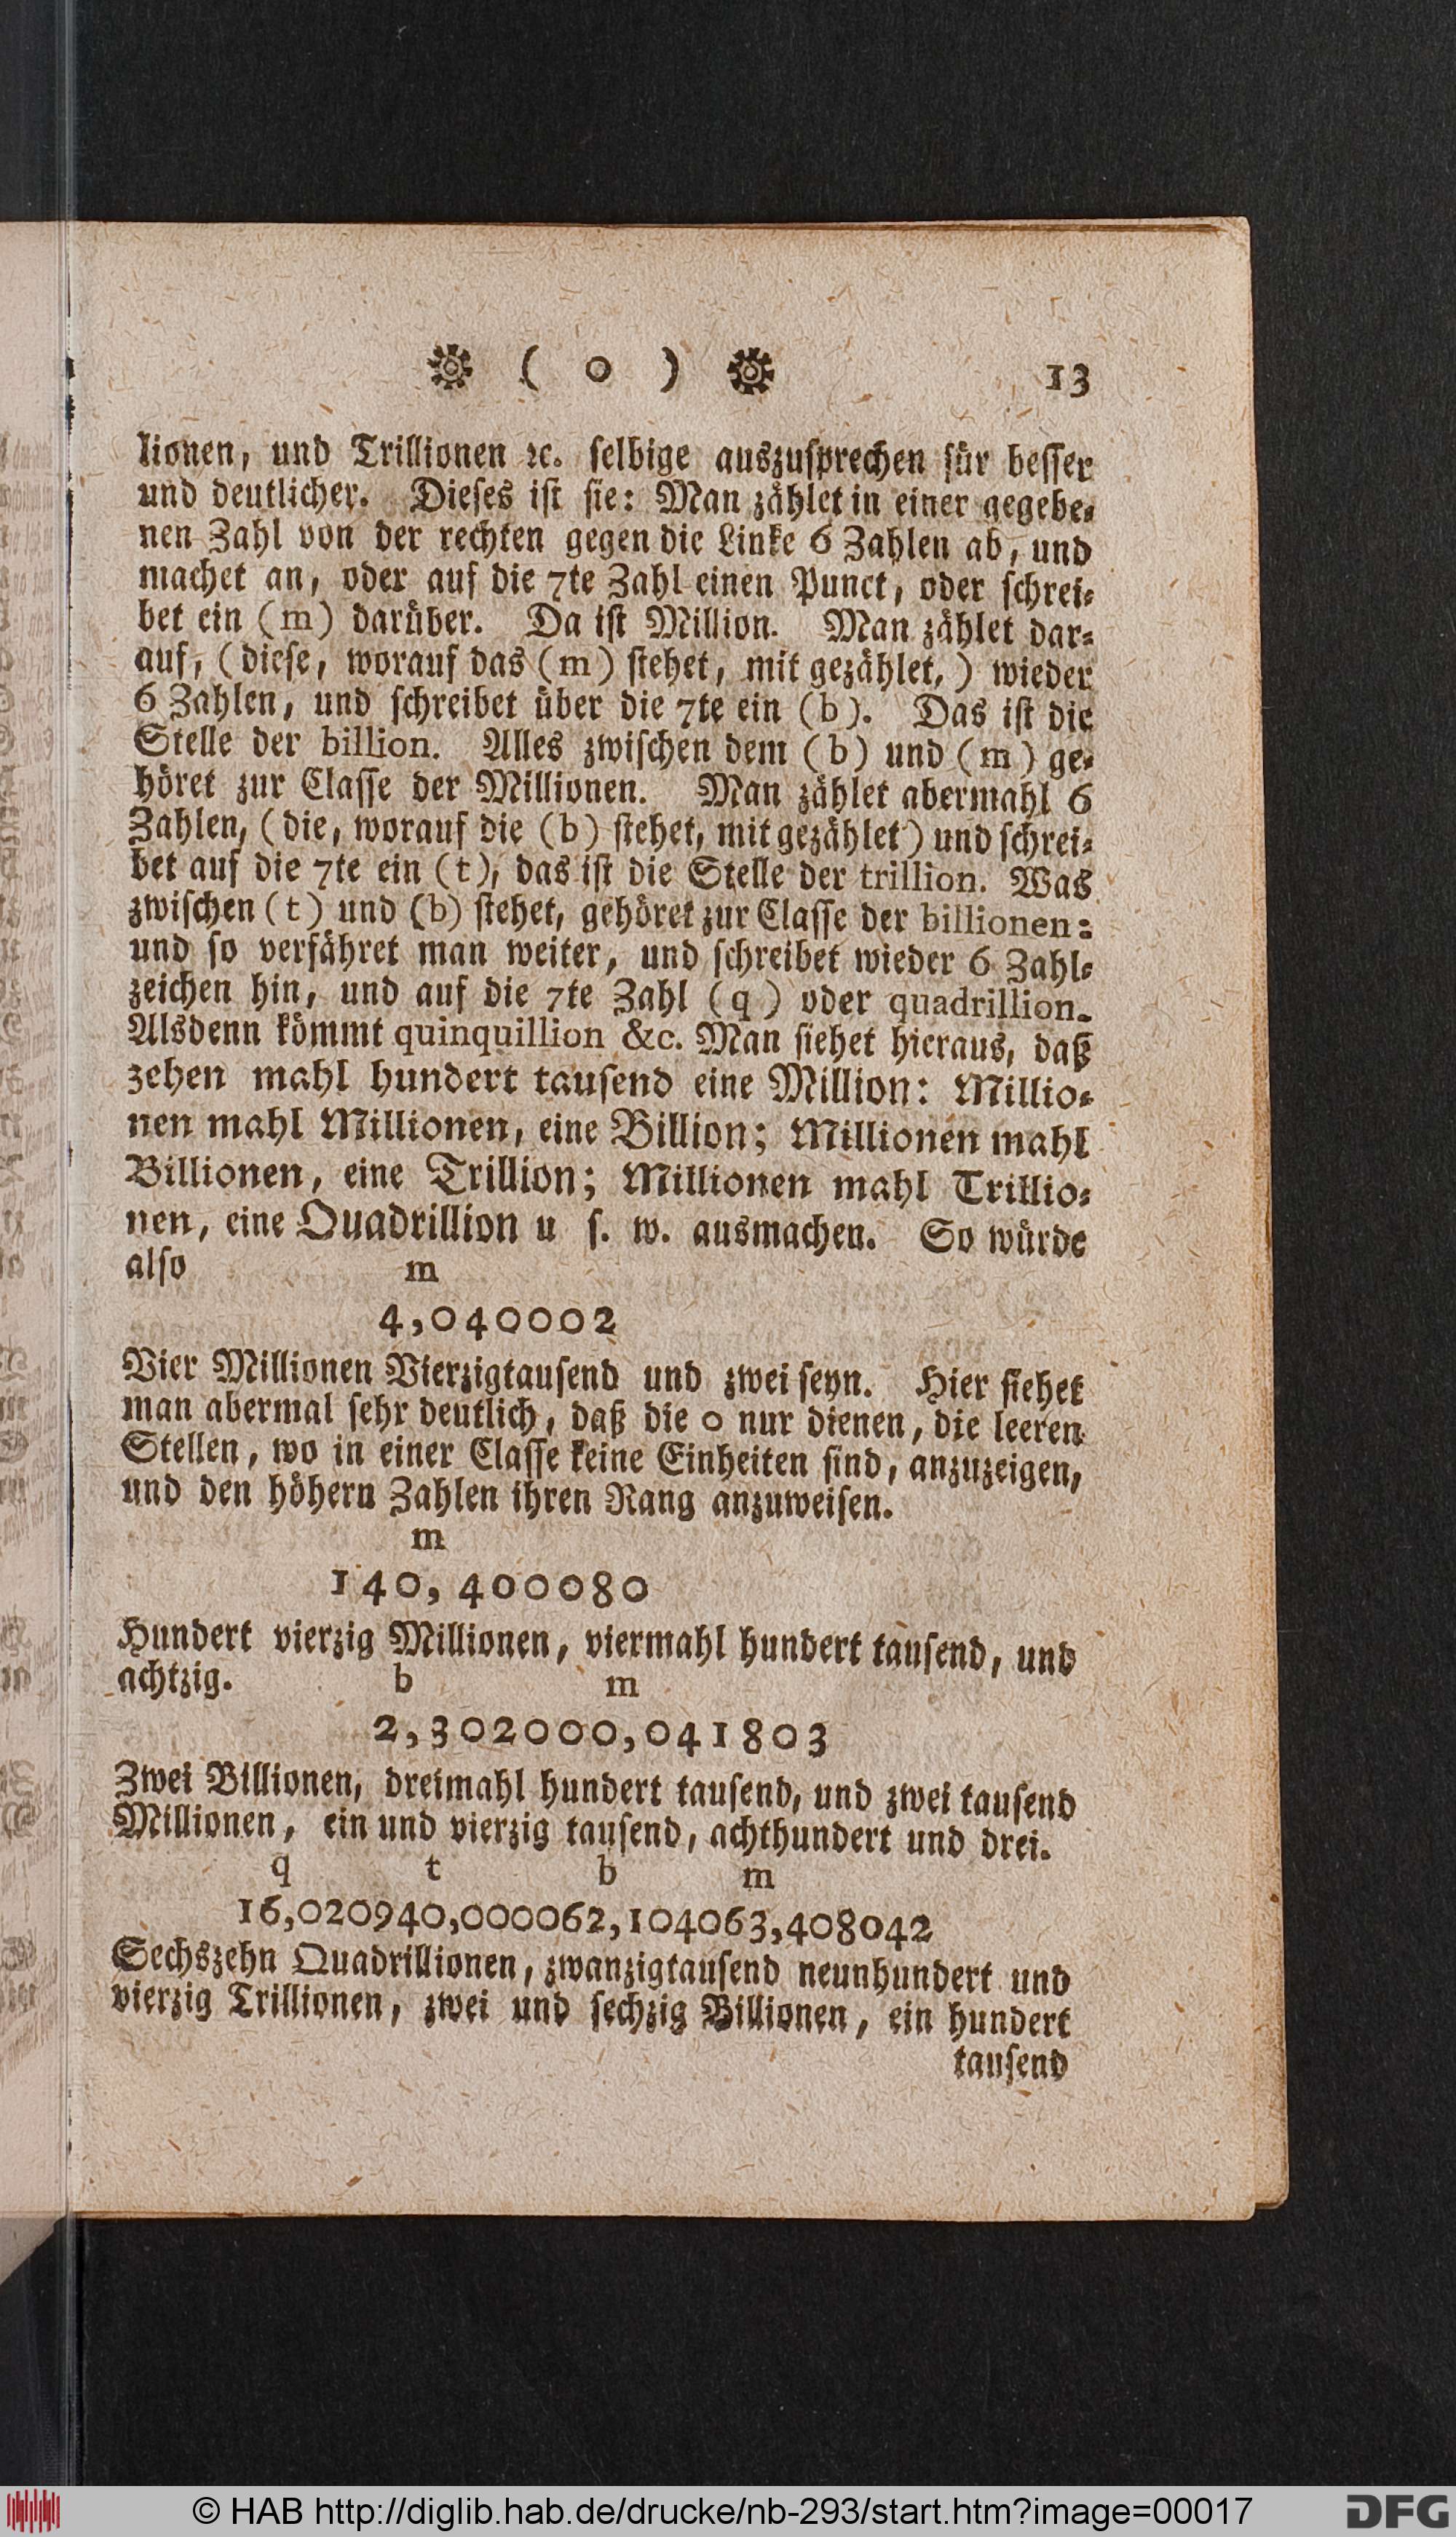 ( o ) 13
lionen, und Trillionen ꝛc. selbige auszusprechen für besser
und deutlicher. Dieses ist sie: Man zählet in einer gegebe-
nen Zahl von der rechten gegen die Linke 6 Zahlen ab, und
machet an, oder auf die 7te Zahl einen Punct, oder schrei-
bet ein (m) darüber. Da ist Million. Man zählet dar-
auf, (diese, worauf das (m) stehet, mit gezählet,) wieder
6 Zahlen, und schreibet über die 7te ein (b). Das ist die
Stelle der billion. Alles zwischen dem (b) und (m) ge-
höret zur Classe der Millionen. Man zählet abermahl 6
Zahlen, (die, worauf die (b) stehet, mit gezählet) und schrei-
bet auf die 7te ein (t), das ist die Stelle der trillion. Was
zwischen (t) und (b) stehet, gehöret zur Classe der billionen:
und so verfähret man weiter, und schreibet wieder 6 Zahl-
zeichen hin, und auf die 7te Zahl (q) oder quadrillion.
Alsdenn kömmt quinquillion &c. Man siehet hieraus, daß
zehen mahl hundert tausend eine Million: Millio-
nen mahl Millionen, eine Billion; Millionen mahl
Billionen, eine Trillion; Millionen mahl Trillio-
nen, eine Quadrillion u s. w. ausmachen. So würde
also m
4,040002
Vier Millionen Vierzigtausend und zwei seyn. Hier siehet
man abermal sehr deutlich, daß die 0 nur dienen, die leeren
Stellen, wo in einer Classe keine Einheiten sind, anzuzeigen,
und den höhern Zahlen ihren Rang anzuweisen.
m
140, 400080
Hundert vierzig Millionen, viermahl hundert tausend, und
achtzig. b m
2,302000,041803
Zwei Billionen, dreimahl hundert tausend, und zwei tausend
Millionen, ein und vierzig tausend, achthundert und drei.
q t b m
16,020940,000062,104063,408042
Sechszehn Quadrillionen, zwanzigtausend neunhundert und
vierzig Trillionen, zwei und sechzig Billionen, ein hundert
tausend
© HAB http://diglib.hab.de/drucke/nb-293/start.htm?image=00017 DFG